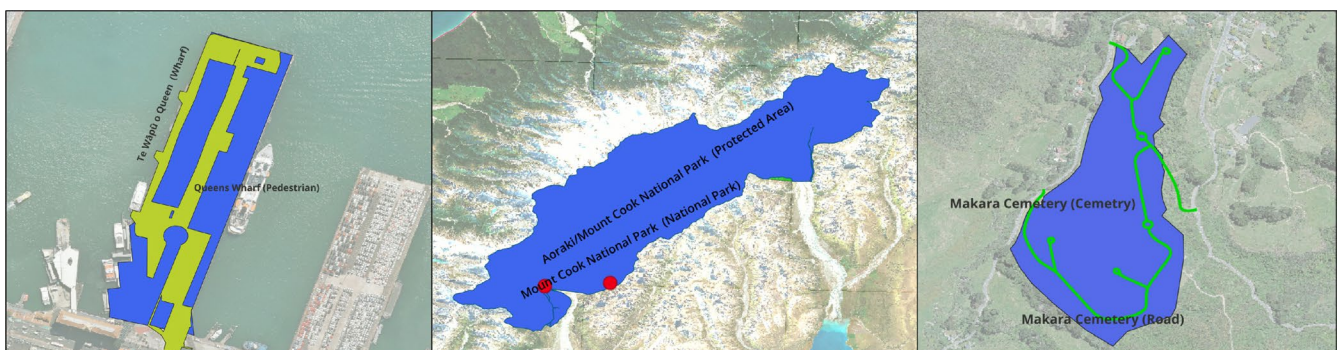 Te Wāpū o Queen (Wharf)
Queens Wharf (Pedestrian)
Aoraki/Mount Cook National Park (Protected Area)
Mount Cook National Park (National Park)
Makara Cemetery (Cemetry)
Makara Cemetery (Road)